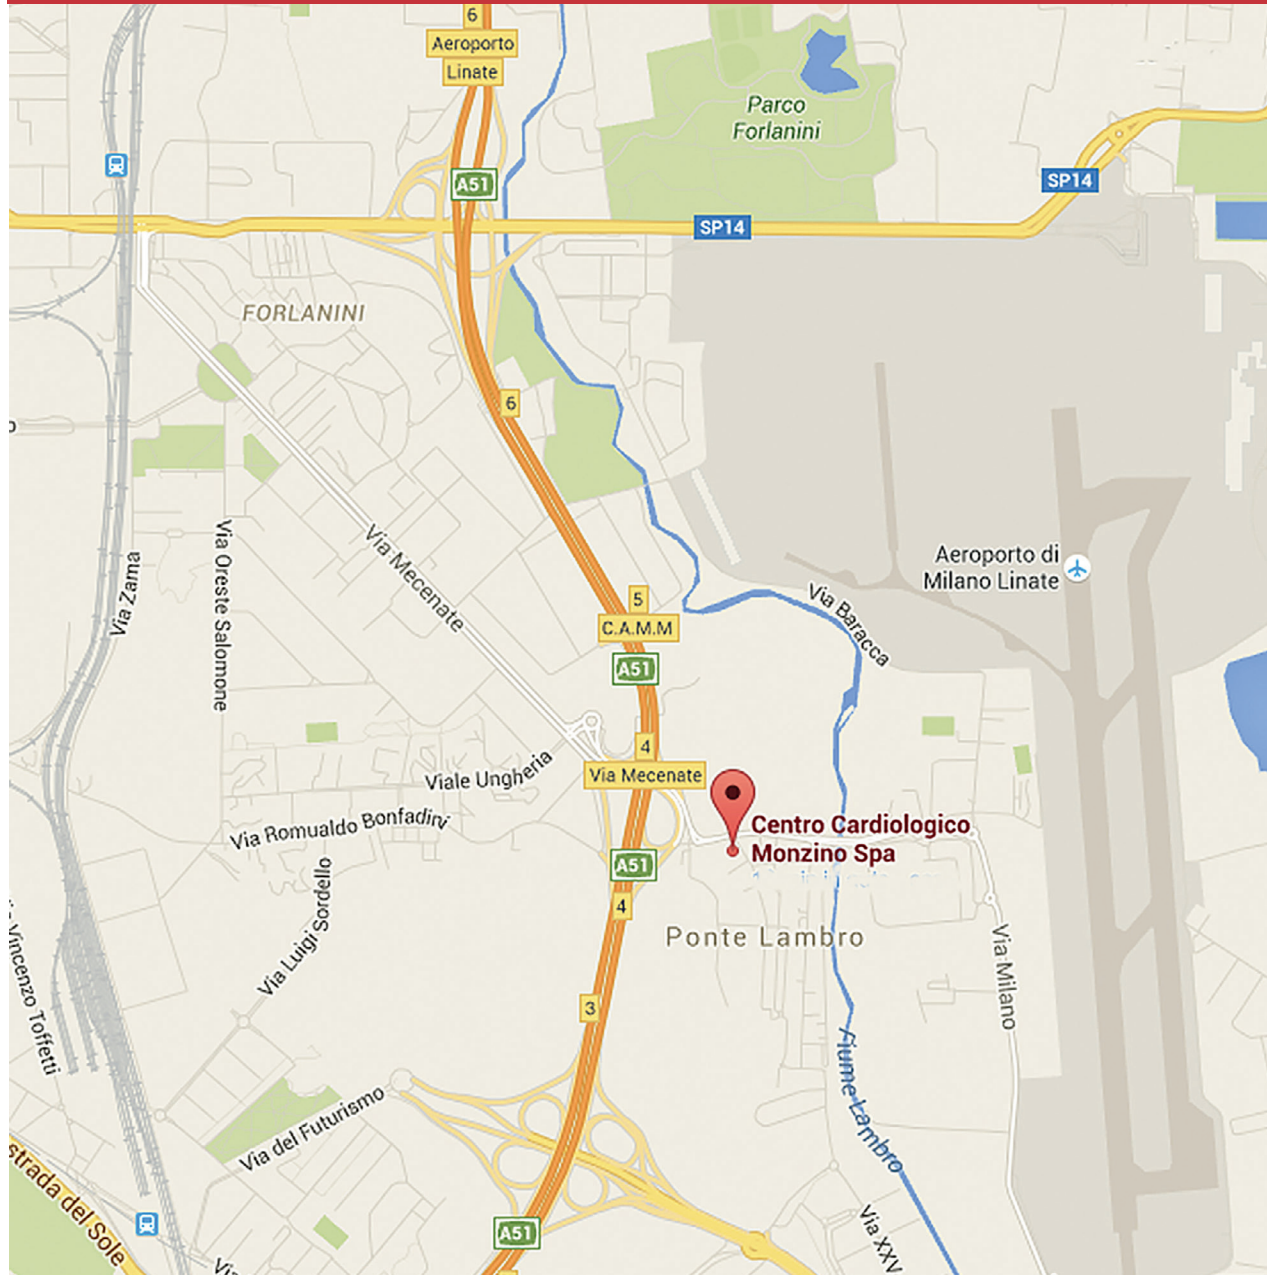 6
Aeroporto
Linate
Parco
Forlanini
A51
SP14
SP14
FORLANINI
6
Via Mecenate
Via Oreste Salomone
Via Zama
Aeroporto di
Milano Linate
5
C.A.M.M
Via Baracca
A51
4
Via Mecenate
Viale Ungheria
Via Romualdo Bonfadini
Centro Cardiologico
Monzino Spa
A51
4
Via Luigi Sordello
Ponte Lambro
Vincenzo Toffetti
Via Milano
3
Fiume Lambro
Via del Futurismo
strada del Sole
A51
Via XXV